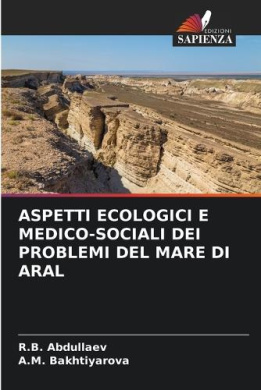 EDIZIONI
SAPIENZA
ASPETTI ECOLOGICI E
MEDICO-SOCIALI DEI
PROBLEMI DEL MARE DI
ARAL
R.B. Abdullaev
A.M. Bakhtiyarova